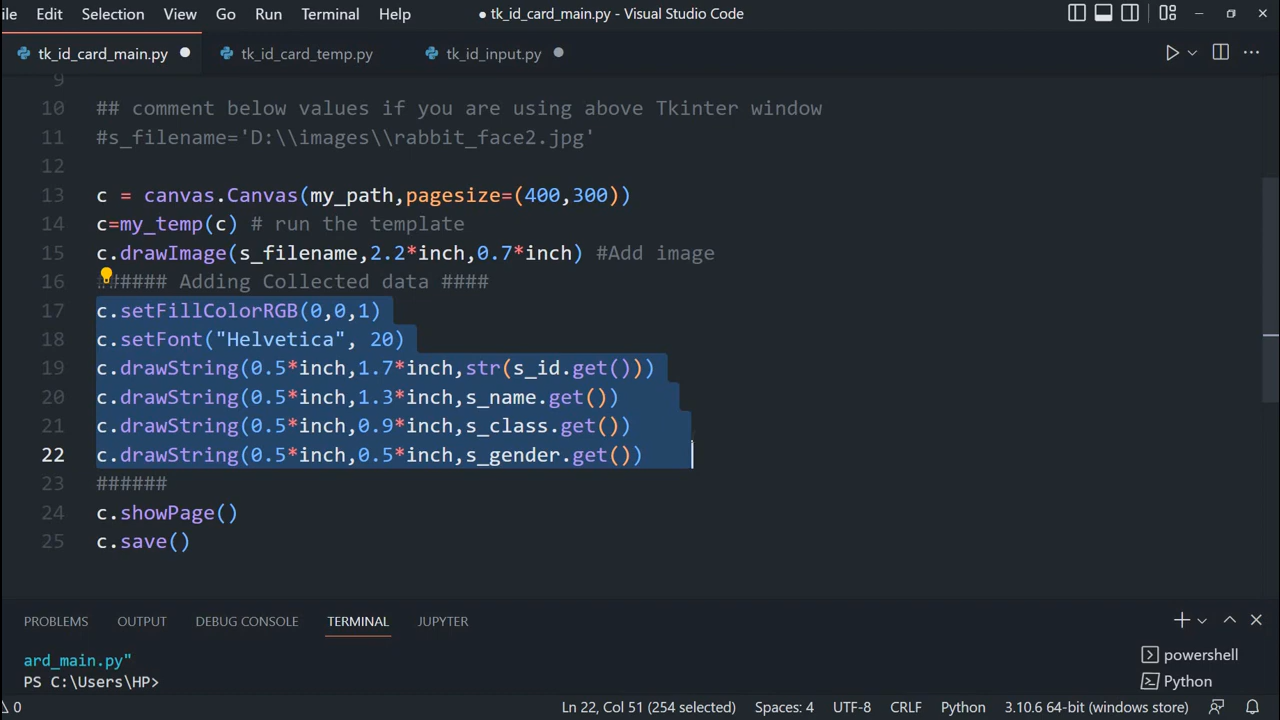 ile Edit Selection View Go Run Terminal Help ● tk_id_card_main.py - Visual Studio Code
tk_id_card_main.py tk_id_card_temp.py tk_id_input.py
9
10 ## comment below values if you are using above Tkinter window
11 #s_filename='D:\\images\\rabbit_face2.jpg'
12
13 c = canvas.Canvas(my_path,pagesize=(400,300))
14 c=my_temp(c) # run the template
15 c.drawImage(s_filename,2.2*inch,0.7*inch) #Add image
16 ###### Adding Collected data ####
17 c.setFillColorRGB(0,0,1)
18 c.setFont("Helvetica", 20)
19 c.drawString(0.5*inch,1.7*inch,str(s_id.get()))
20 c.drawString(0.5*inch,1.3*inch,s_name.get())
21 c.drawString(0.5*inch,0.9*inch,s_class.get())
22 c.drawString(0.5*inch,0.5*inch,s_gender.get())
23 ######
24 c.showPage()
25 c.save()
PROBLEMS OUTPUT DEBUG CONSOLE TERMINAL JUPYTER
ard_main.py"
PS C:\Users\HP>
powershell
Python
0 Ln 22, Col 51 (254 selected) Spaces: 4 UTF-8 CRLF Python 3.10.6 64-bit (windows store)